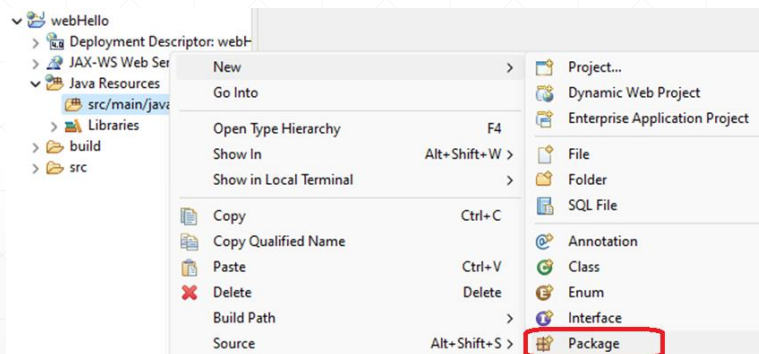 webHello
Deployment Descriptor: webH
JAX-WS Web Ser
Java Resources
src/main/java
Libraries
build
src
New >
Go Into
Open Type Hierarchy F4
Show In Alt+Shift+W >
Show in Local Terminal >
Copy Ctrl+C
Copy Qualified Name
Paste Ctrl+V
Delete Delete
Build Path >
Source Alt+Shift+S >
Project...
Dynamic Web Project
Enterprise Application Project
File
Folder
SQL File
Annotation
Class
Enum
Interface
Package